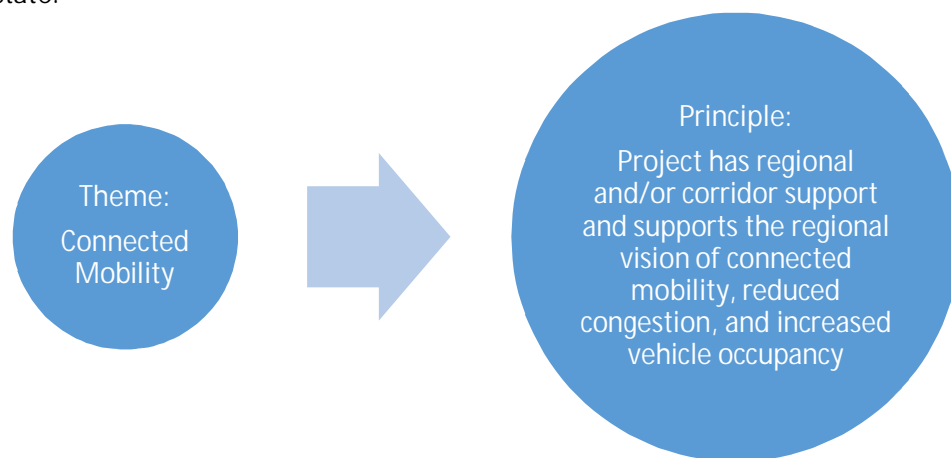 Theme:
Connected
Mobility
Principle:
Project has regional
and/or corridor support
and supports the regional
vision of connected
mobility, reduced
congestion, and increased
vehicle occupancy